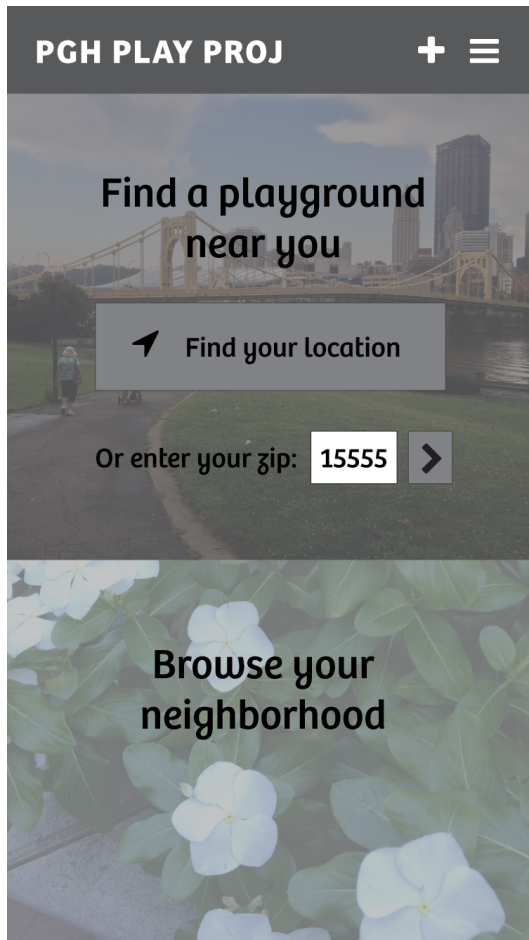 PGH PLAY PROJ
Find a playground
near you
Find your location
Or enter your zip: 15555
Browse your
neighborhood